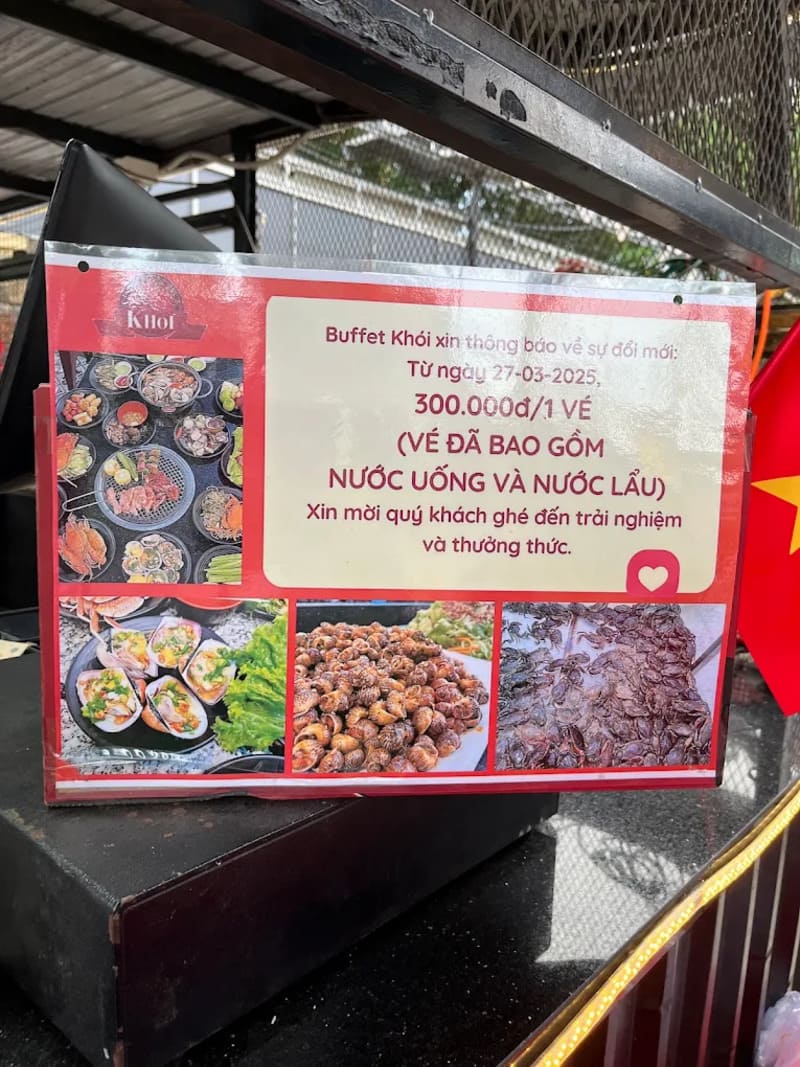 KHÓI
Buffet Khói xin thông báo về sự đổi mới:
Từ ngày 27-03-2025,
300.000đ/1 VÉ
(VÉ ĐÃ BAO GỒM
NƯỚC UỐNG VÀ NƯỚC LẨU)
Xin mời quý khách ghé đến trải nghiệm
và thưởng thức.